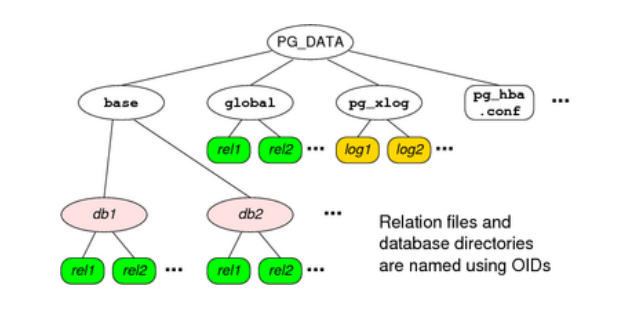 PG_DATA
base
global
pg_xlog
pg_hba
.conf
...
rel1
rel2
...
log1
log2
...
db1
db2
...
Relation files and
database directories
are named using OIDs
rel1
rel2
...
rel1
rel2
...